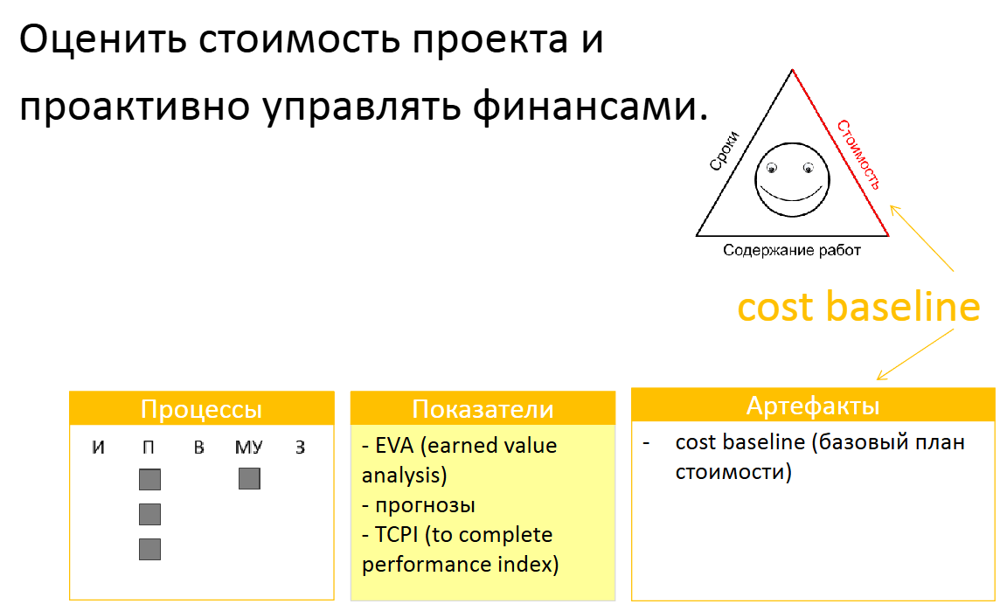 Оценить стоимость проекта и
проактивно управлять финансами.
Сроки
Стоимость
Содержание работ
cost baseline
Процессы
И П В МУ З
Показатели
- EVA (earned value
analysis)
- прогнозы
- TCPI (to complete
performance index)
Артефакты
- cost baseline (базовый план
стоимости)